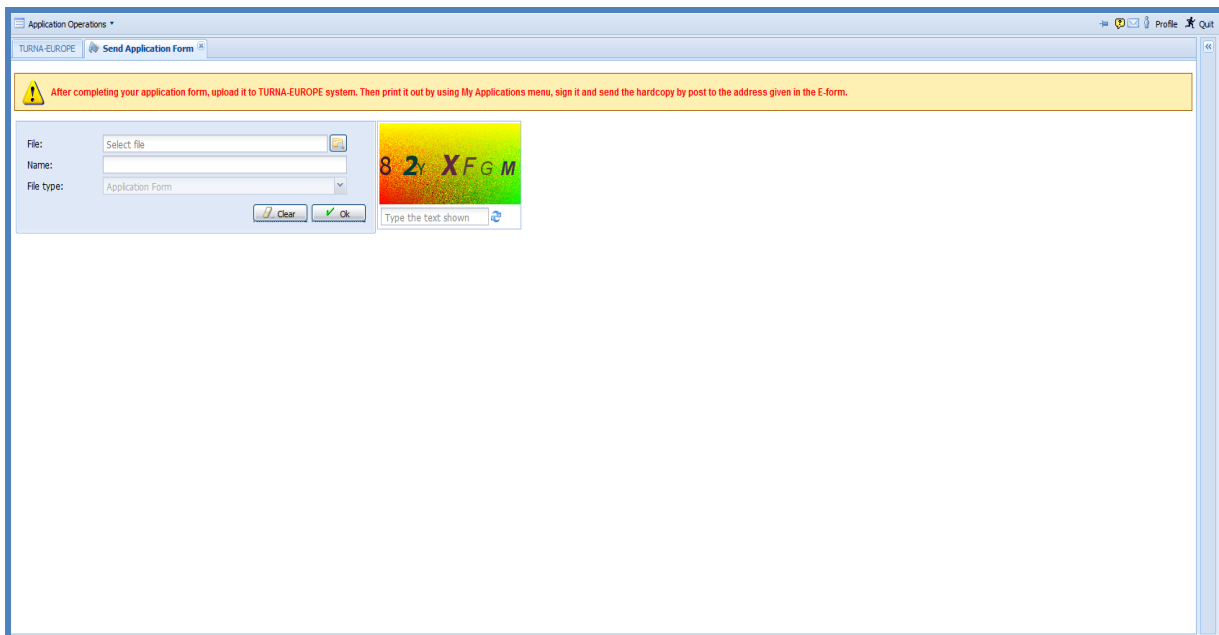 Application Operations
Profile Quit
TURNA-EUROPE Send Application Form
After completing your application form, upload it to TURNA-EUROPE system. Then print it out by using My Applications menu, sign it and send the hardcopy by post to the address given in the E-form.
File: Select file
Name:
File type: Application Form
Clear Ok
8 2Y XFGM
Type the text shown